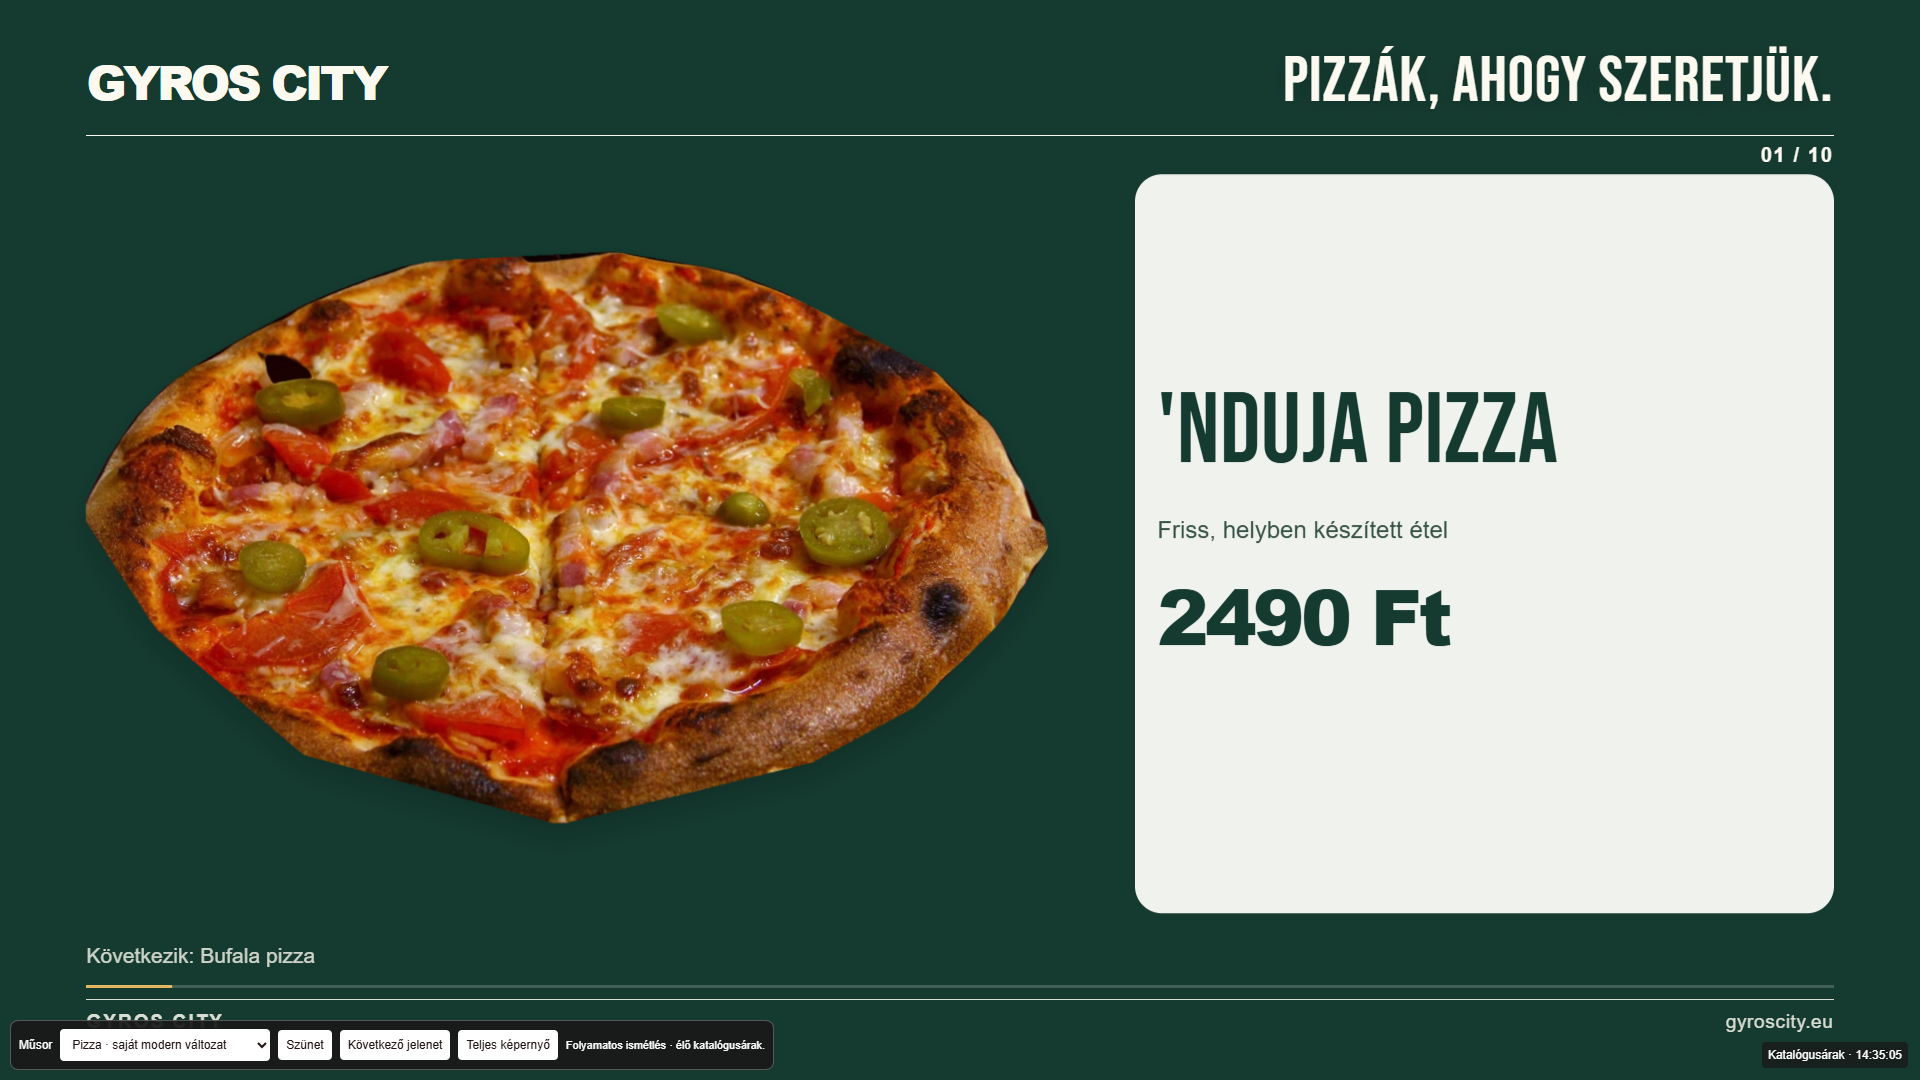 GYROS CITY
PIZZÁK, AHOGY SZERETJÜK.
01 / 10
'NDUJA PIZZA
Friss, helyben készített étel
2490 Ft
Következik: Bufala pizza
GYROS CITY
gyroscity.eu
Műsor
Pizza · saját modern változat
Szünet
Következő jelenet
Teljes képernyő
Folyamatos ismétlés · élő katalógusárak.
Katalógusárak · 14:35:05